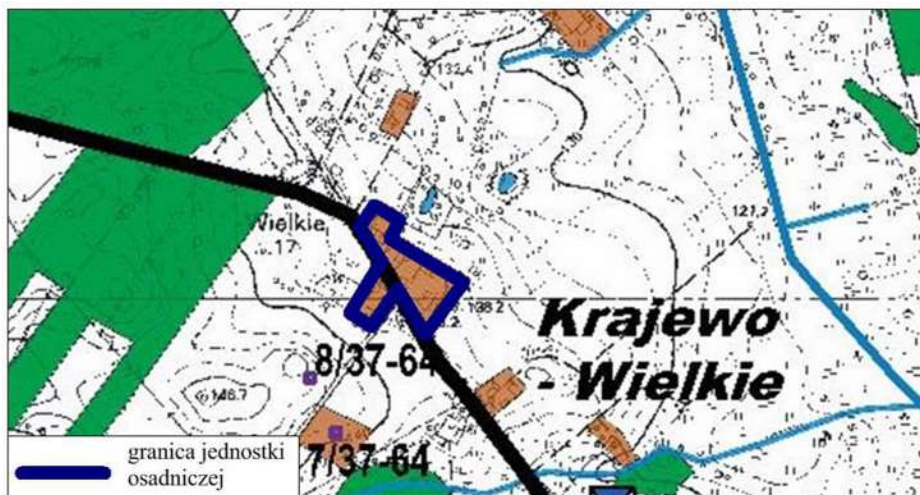 132,4
127,2
Wielkie
17
138.2
Krajewo
- Wielkie
8/37-64
146.7
7/37-64
granica jednostki
osadniczej